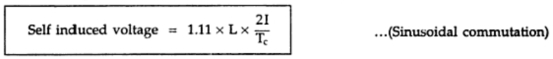 Self induced voltage = 1.11 × L × 2I/T_c ...(Sinusoidal commutation)